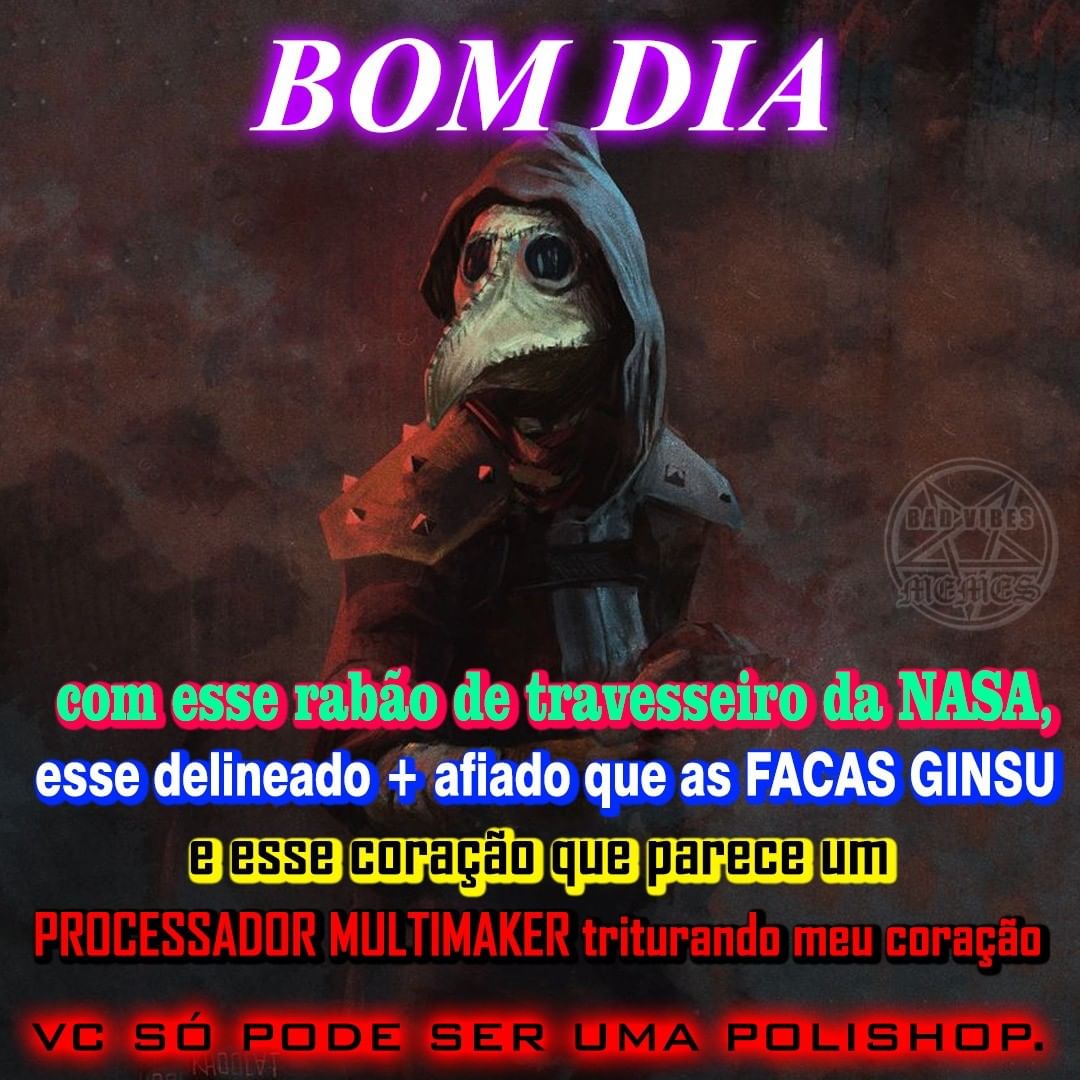 BOM DIA
BAD VIBES
MEMES
com esse rabão de travesseiro da NASA,
esse delineado + afiado que as FACAS GINSU
e esse coração que parece um
PROCESSADOR MULTIMAKER triturando meu coração
VC SÓ PODE SER UMA POLISHOP.